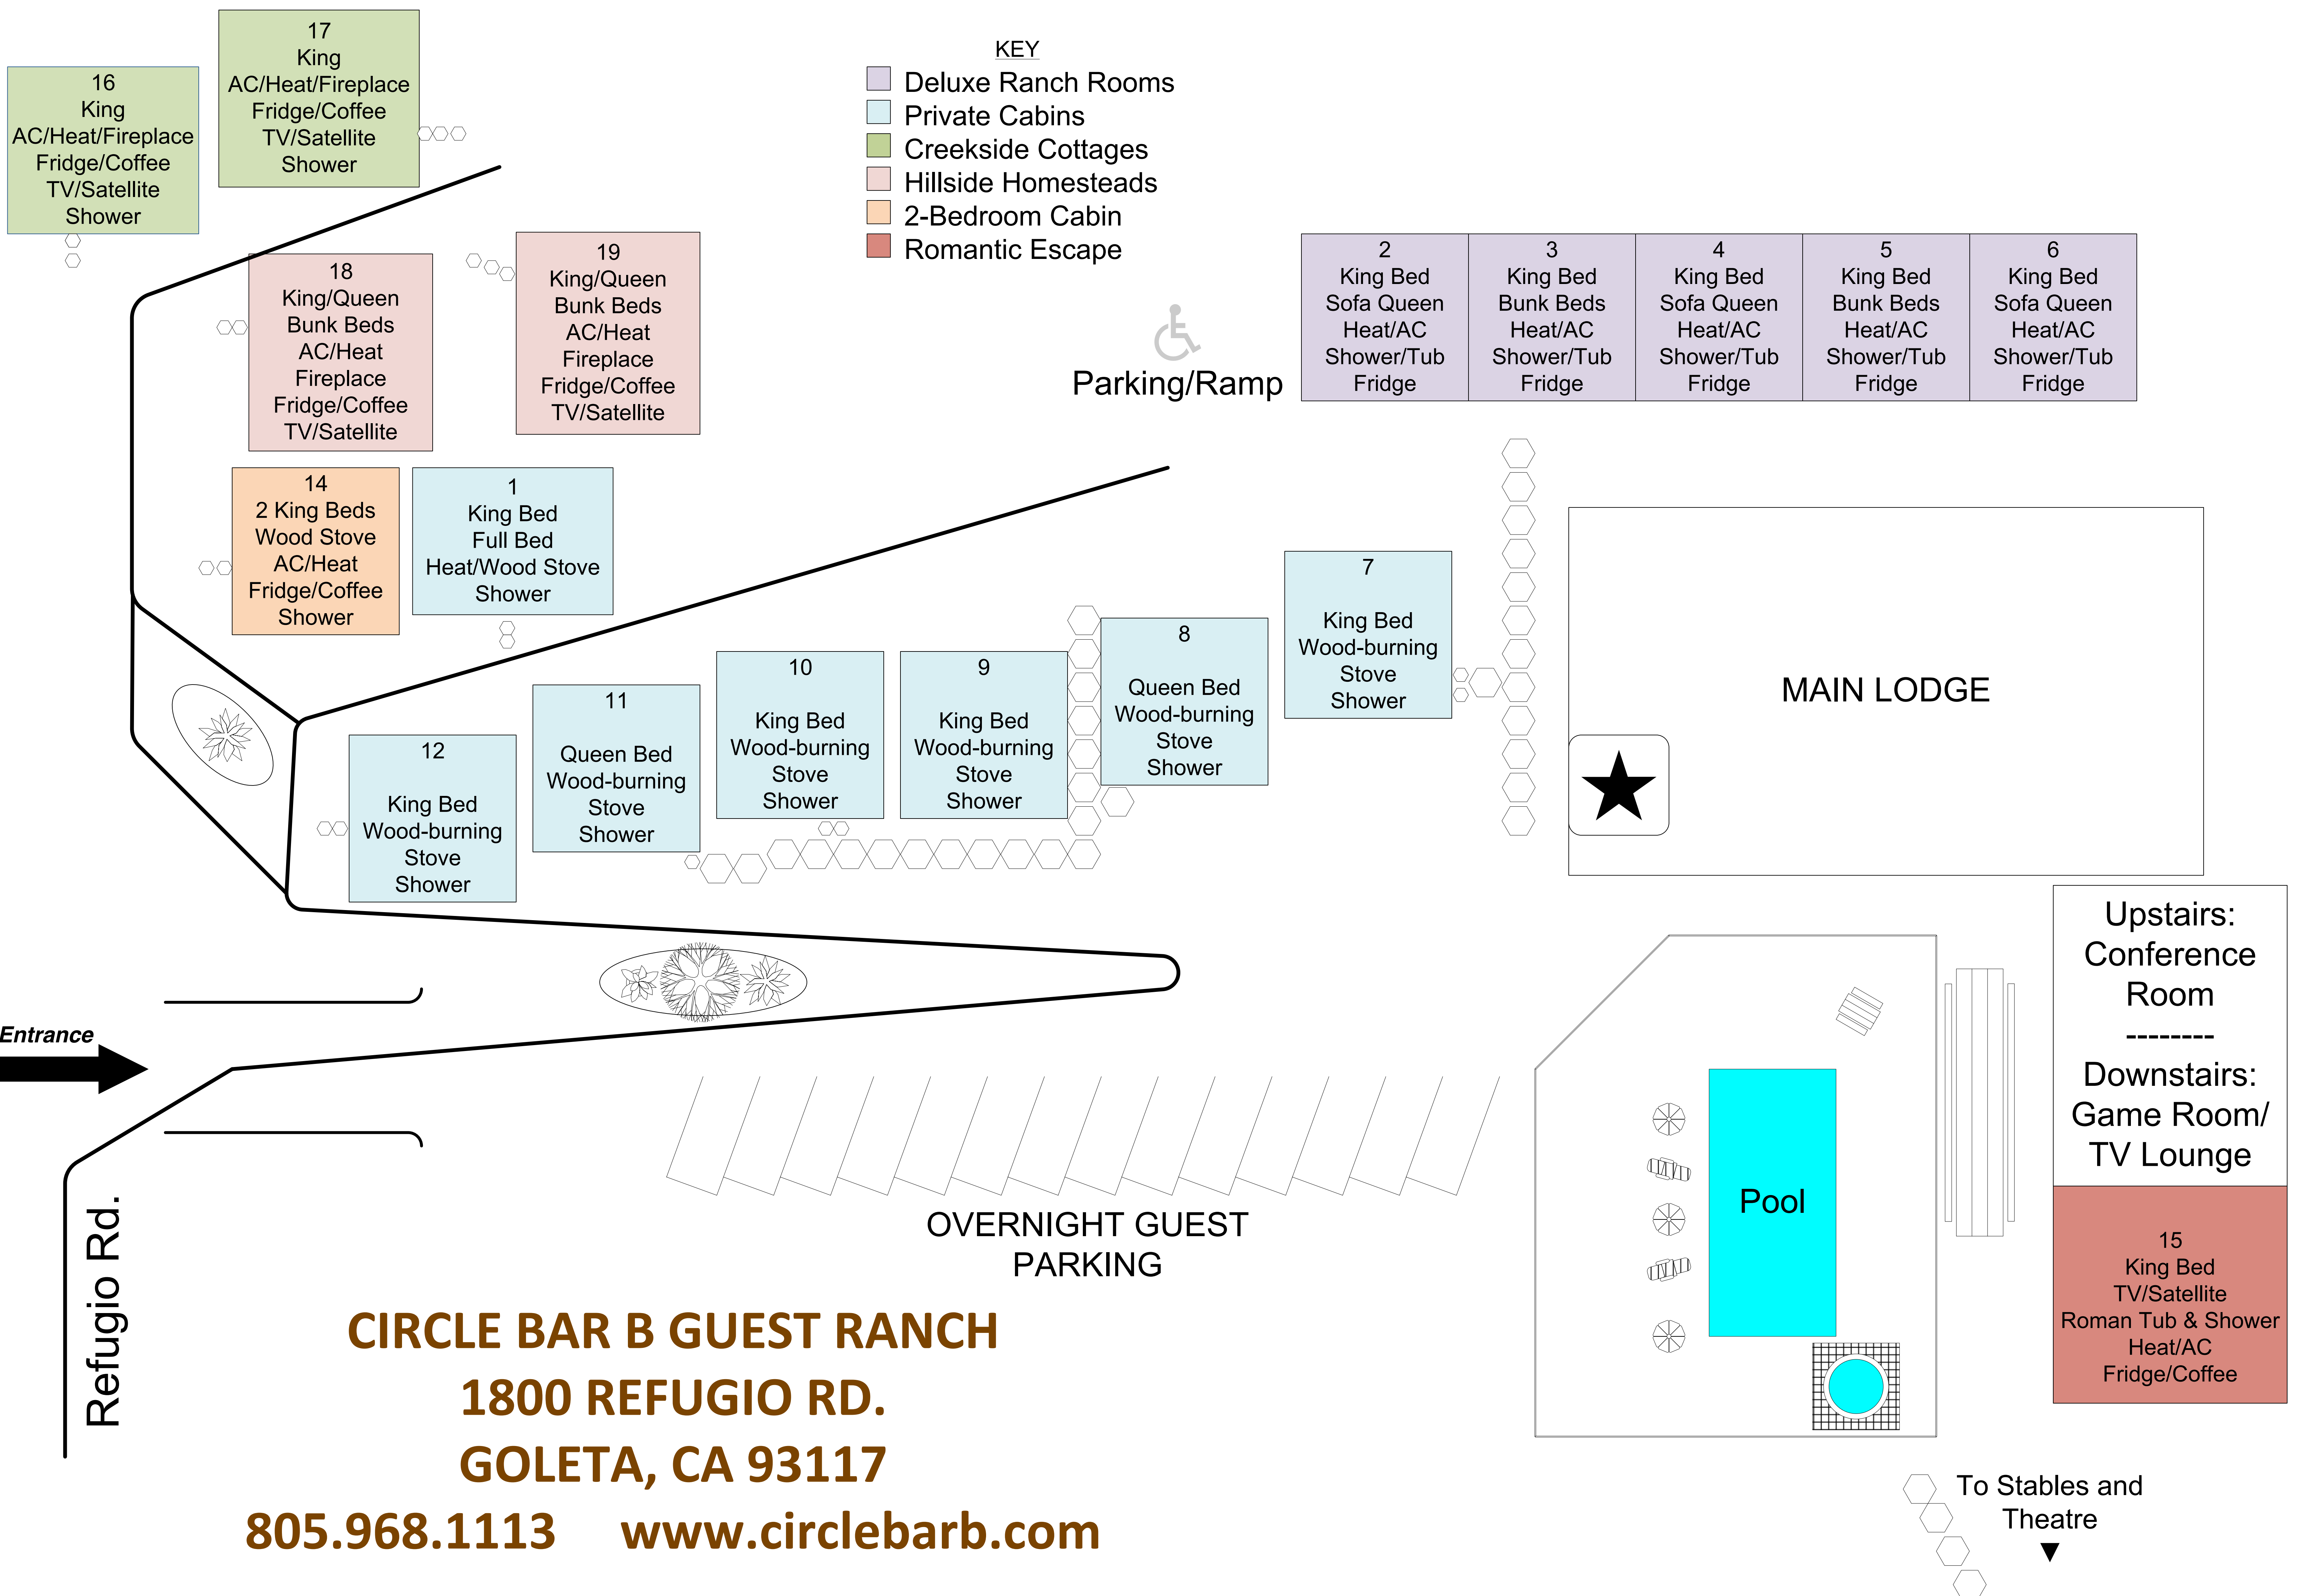 17
King
AC/Heat/Fireplace
Fridge/Coffee
TV/Satellite
Shower
16
King
AC/Heat/Fireplace
Fridge/Coffee
TV/Satellite
Shower
KEY
Deluxe Ranch Rooms
Private Cabins
Creekside Cottages
Hillside Homesteads
2-Bedroom Cabin
Romantic Escape
18
King/Queen
Bunk Beds
AC/Heat
Fireplace
Fridge/Coffee
TV/Satellite
19
King/Queen
Bunk Beds
AC/Heat
Fireplace
Fridge/Coffee
TV/Satellite
Parking/Ramp
2
King Bed
Sofa Queen
Heat/AC
Shower/Tub
Fridge
3
King Bed
Bunk Beds
Heat/AC
Shower/Tub
Fridge
4
King Bed
Sofa Queen
Heat/AC
Shower/Tub
Fridge
5
King Bed
Bunk Beds
Heat/AC
Shower/Tub
Fridge
6
King Bed
Sofa Queen
Heat/AC
Shower/Tub
Fridge
14
2 King Beds
Wood Stove
AC/Heat
Fridge/Coffee
Shower
1
King Bed
Full Bed
Heat/Wood Stove
Shower
12
King Bed
Wood-burning
Stove
Shower
11
Queen Bed
Wood-burning
Stove
Shower
10
King Bed
Wood-burning
Stove
Shower
9
King Bed
Wood-burning
Stove
Shower
8
Queen Bed
Wood-burning
Stove
Shower
7
King Bed
Wood-burning
Stove
Shower
MAIN LODGE
Upstairs:
Conference
Room
--------
Downstairs:
Game Room/
TV Lounge
15
King Bed
TV/Satellite
Roman Tub & Shower
Heat/AC
Fridge/Coffee
Pool
Entrance
Refugio Rd.
OVERNIGHT GUEST
PARKING
CIRCLE BAR B GUEST RANCH
1800 REFUGIO RD.
GOLETA, CA 93117
805.968.1113 www.circlebarb.com
To Stables and
Theatre